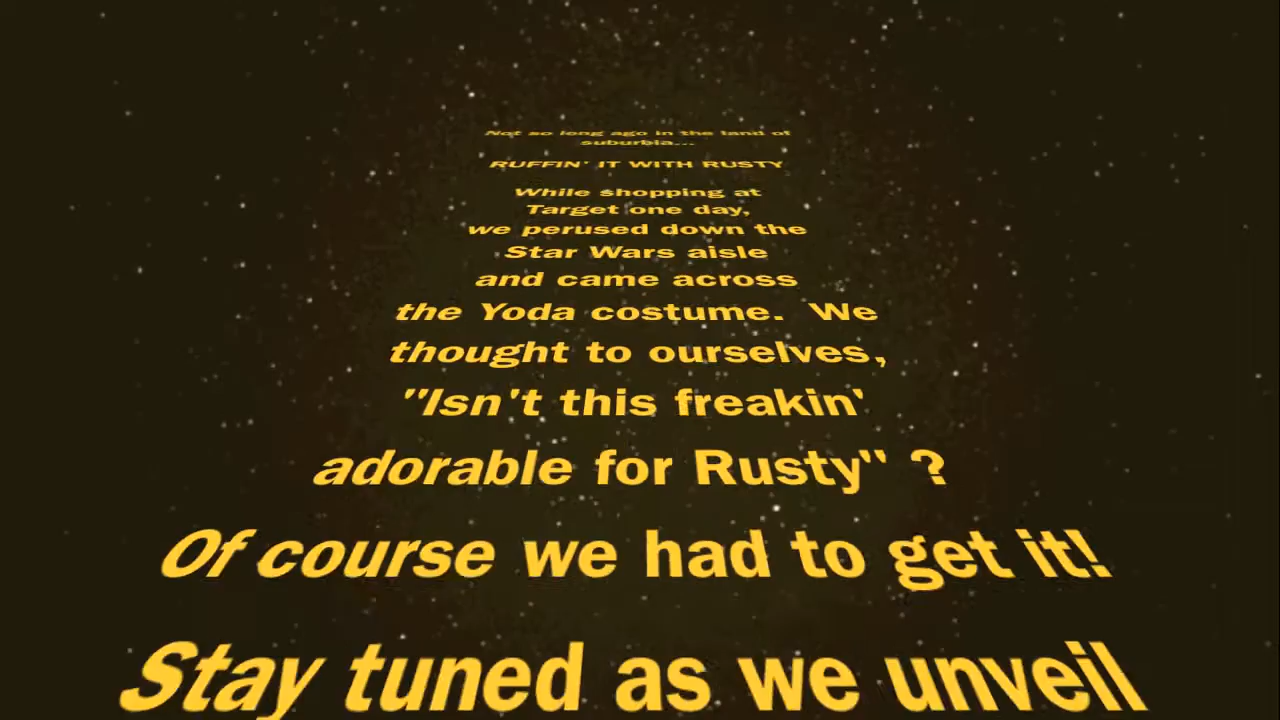 Not so long ago in the land of
suburbia...
RUFFIN' IT WITH RUSTY
While shopping at
Target one day,
we perused down the
Star Wars aisle
and came across
the Yoda costume.  We
thought to ourselves,
"Isn't this freakin'
adorable for Rusty" ?
Of course we had to get it!
Stay tuned as we unveil